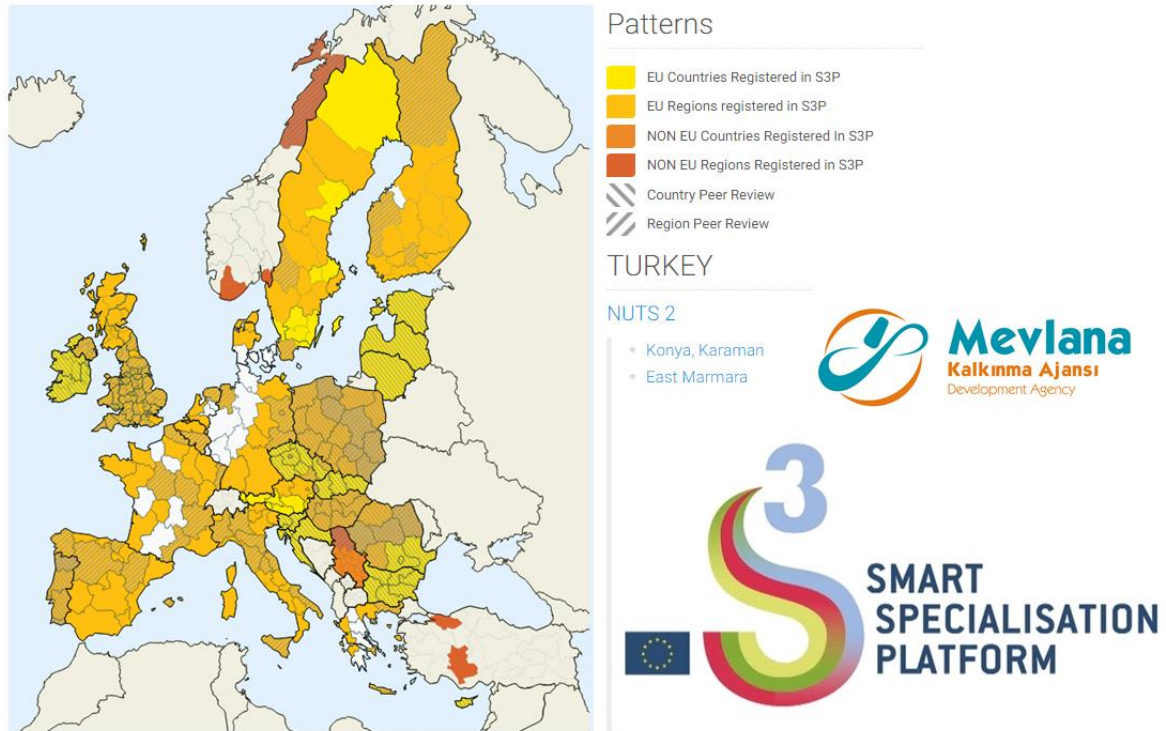 Patterns
EU Countries Registered in S3P
EU Regions registered in S3P
NON EU Countries Registered In S3P
NON EU Regions Registered in S3P
Country Peer Review
Region Peer Review
TURKEY
NUTS 2
Konya, Karaman
East Marmara
Mevlana
Kalkınma Ajansı
Development Agency
3
S
SMART
SPECIALISATION
PLATFORM